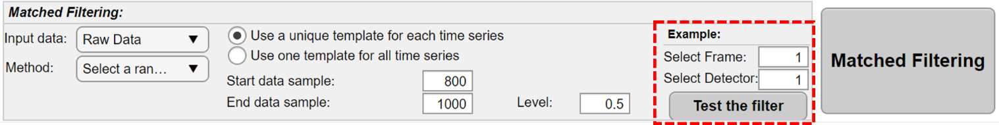 Matched Filtering:
Input data: Raw Data
Method: Select a ran...
Use a unique template for each time series
Use one template for all time series
Start data sample: 800
End data sample: 1000
Level: 0.5
Example:
Select Frame: 1
Select Detector: 1
Test the filter
Matched Filtering